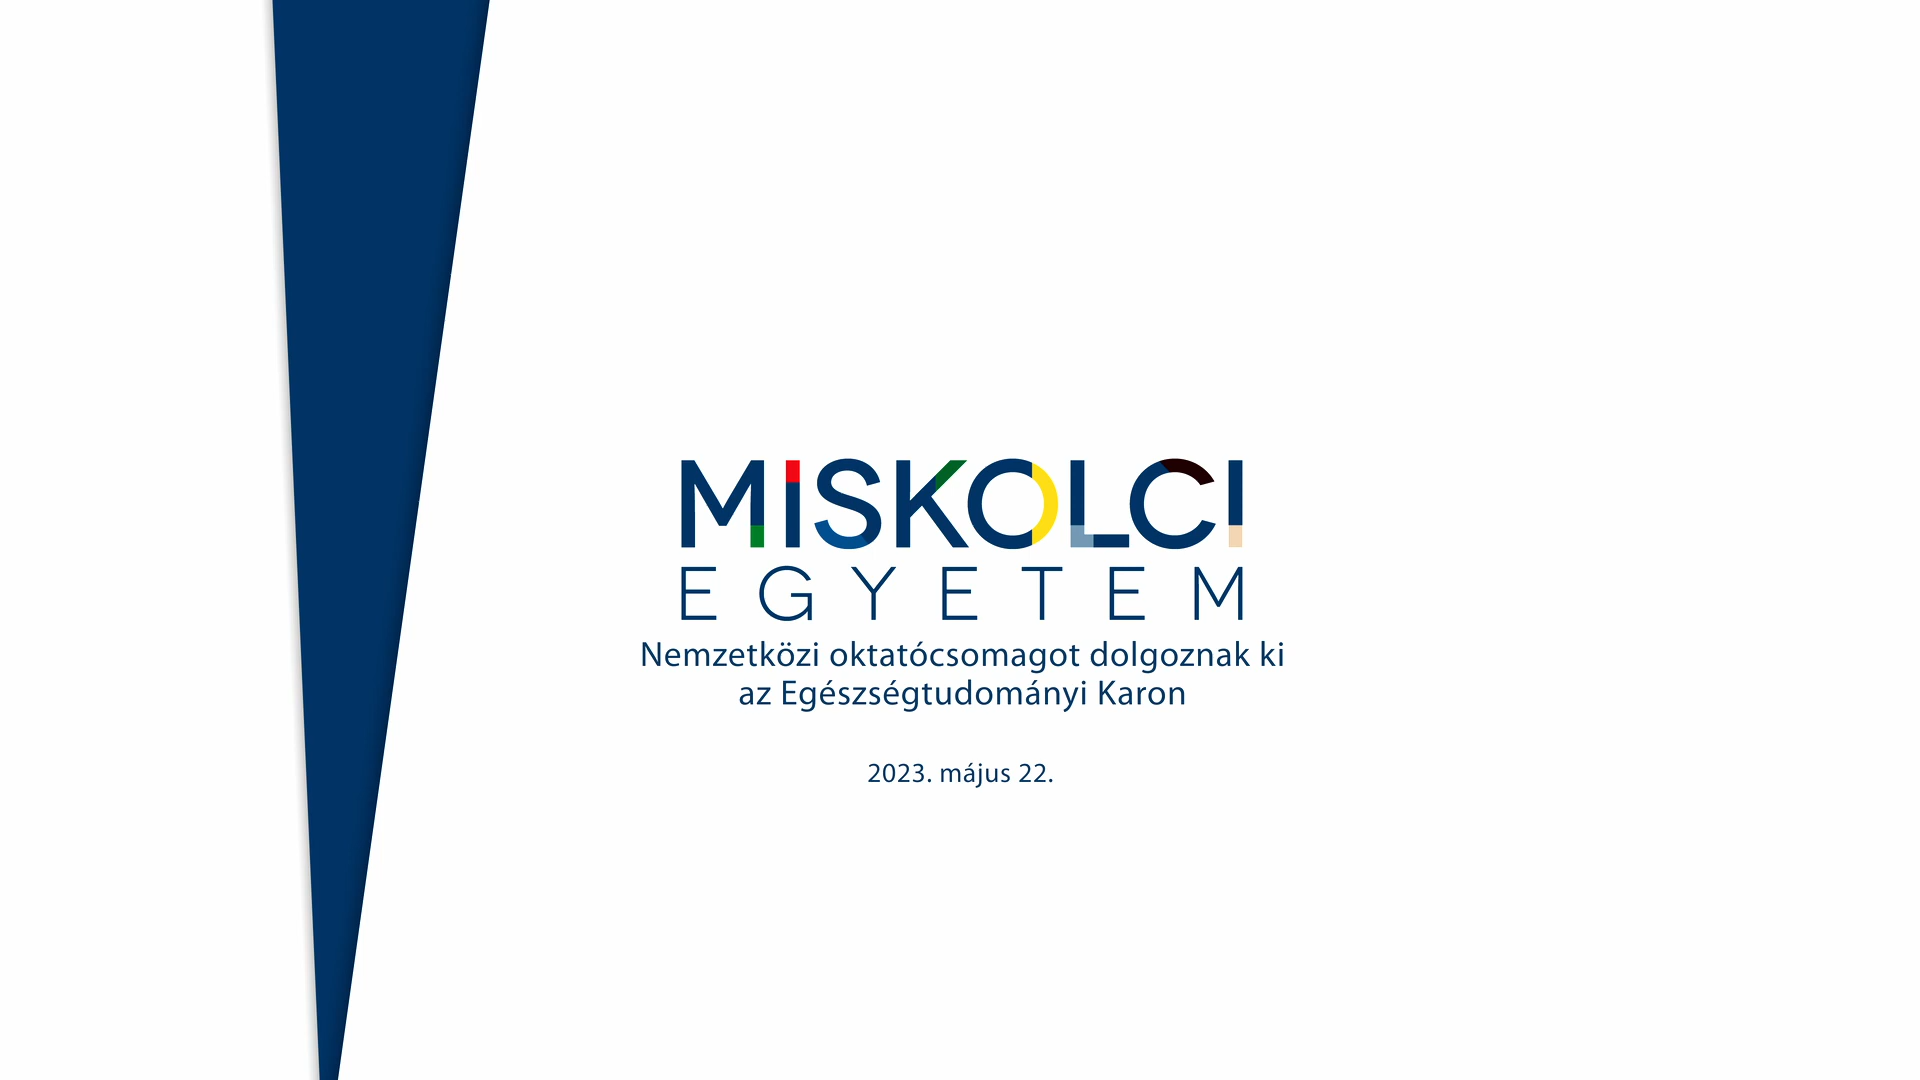 MISKOLCI
EGYETEM
Nemzetközi oktatócsomagot dolgoznak ki
az Egészségtudományi Karon
2023. május 22.